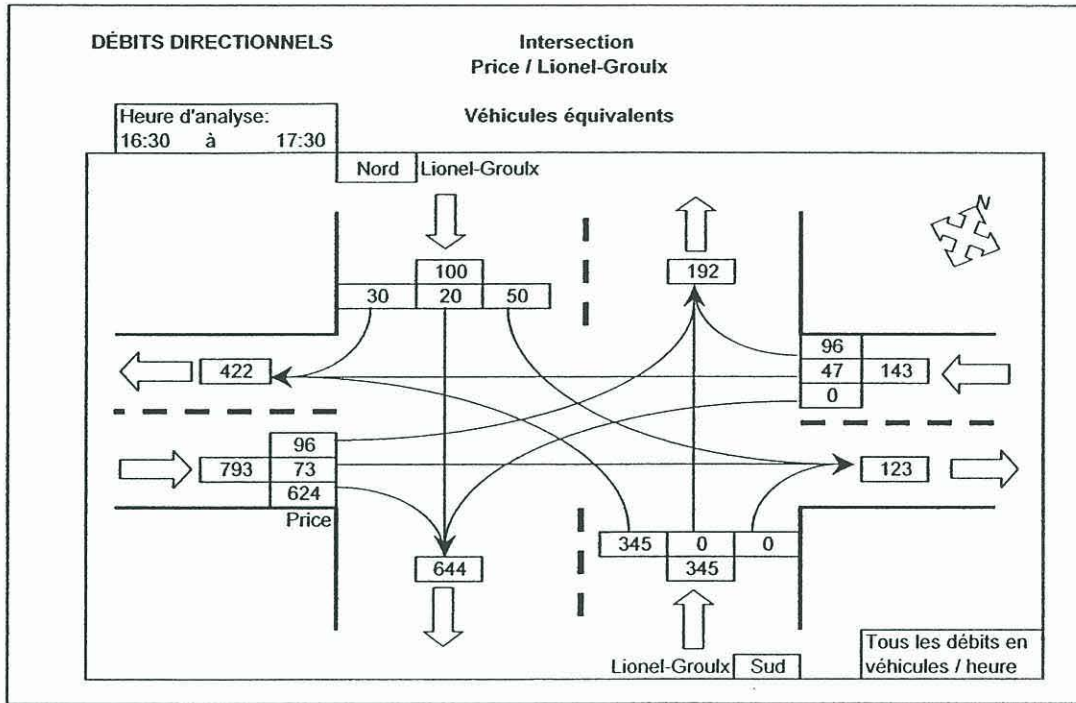 DÉBITS DIRECTIONNELS
Intersection
Price / Lionel-Groulx
Véhicules équivalents
Heure d'analyse:
16:30 à 17:30
Nord Lionel-Groulx
N
100
30 20 50
192
422
96
47 143
0
96
793 73
624
Price
123
644
345 0 0
345
Lionel-Groulx Sud
Tous les débits en
véhicules / heure